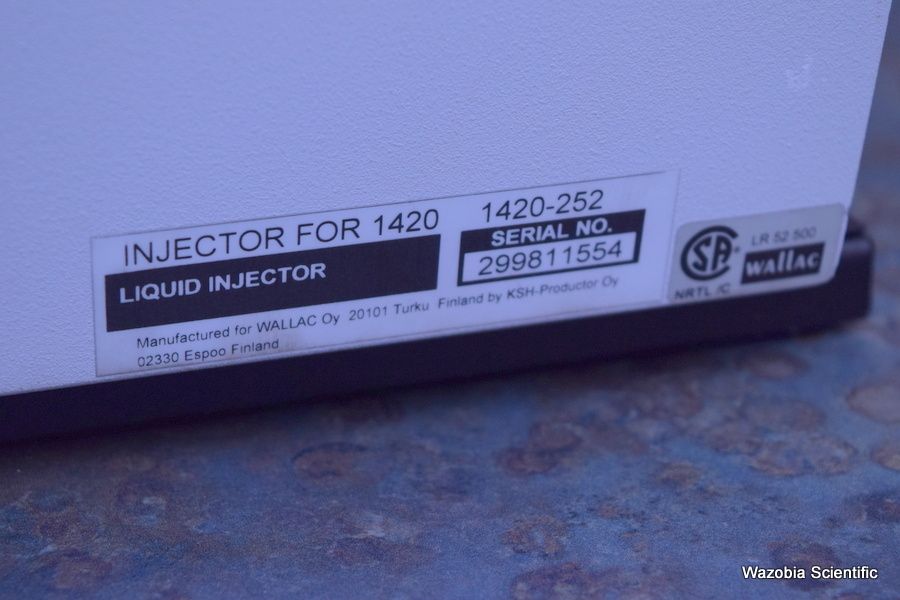 INJECTOR FOR 1420 1420-252
LIQUID INJECTOR
SERIAL NO.
299811554
Manufactured for WALLAC Oy 20101 Turku Finland by KSH-Productor Oy
02330 Espoo Finland
SA
LR 52 500
WALLAC
NRTL /C
Wazobia Scientific